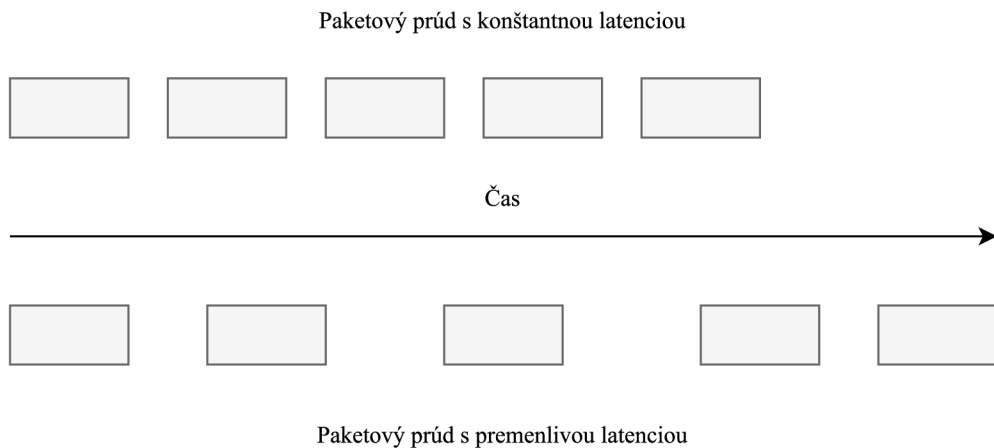 Paketový prúd s konštantnou latenciou
Čas
Paketový prúd s premenlivou latenciou